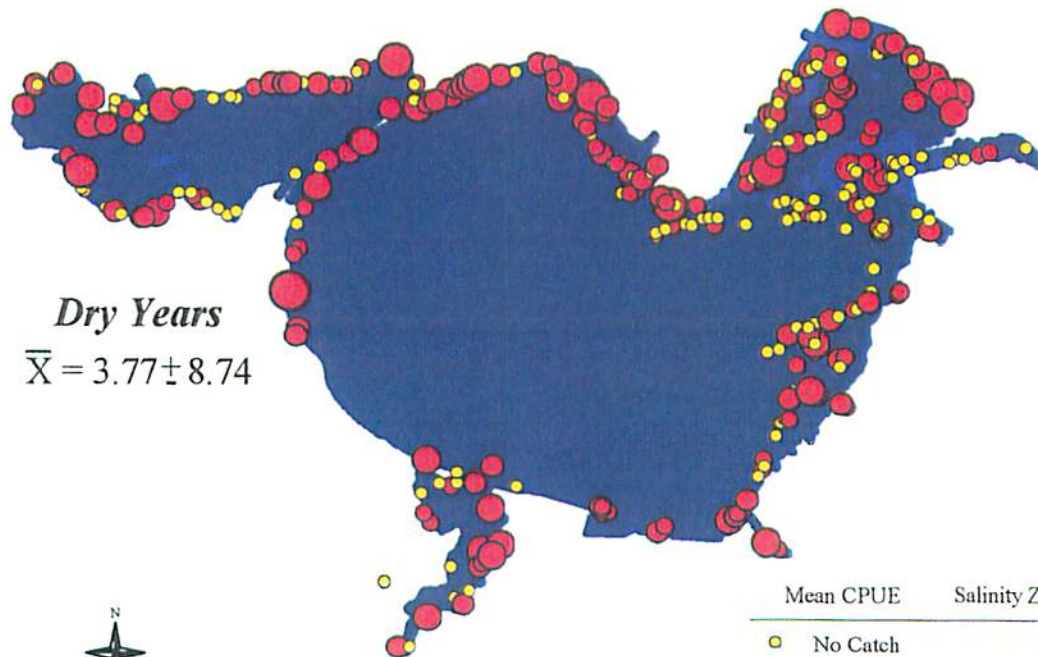 Dry Years
X̅ = 3.77 ± 8.74
N
Mean CPUE Salinity Z
No Catch